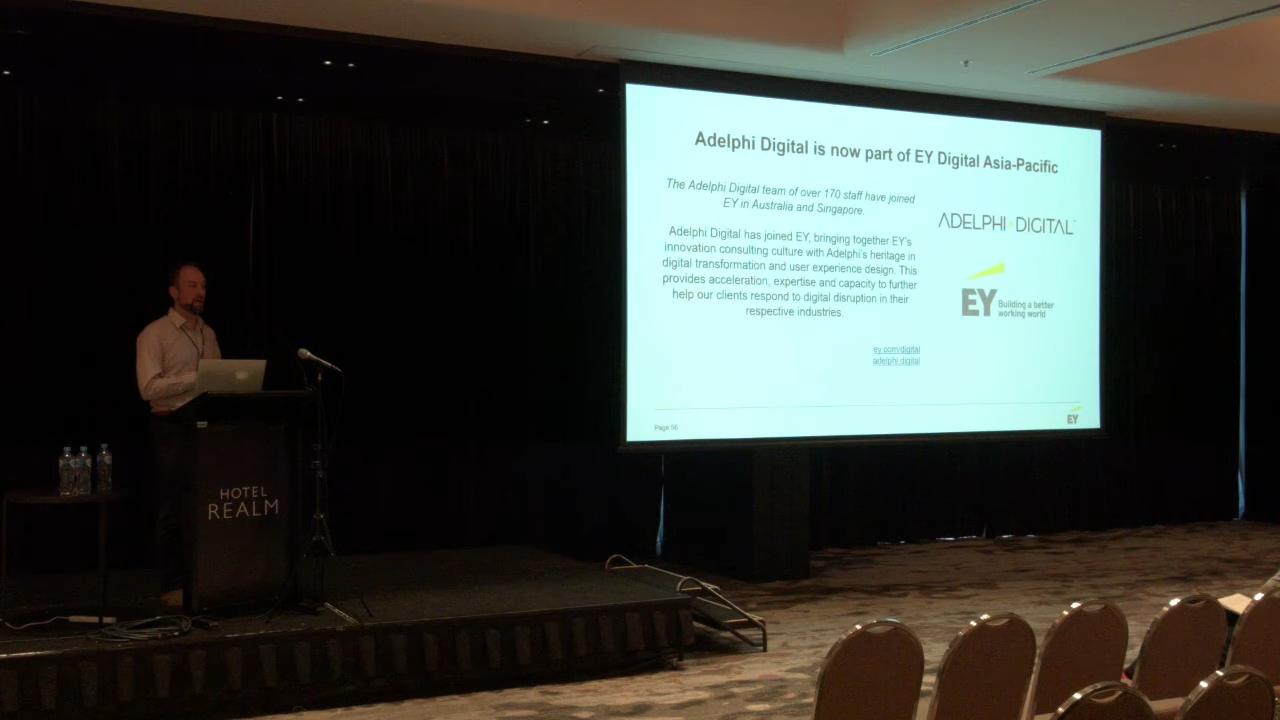 Adelphi Digital is now part of EY Digital Asia-Pacific
The Adelphi Digital team of over 170 staff have joined
EY in Australia and Singapore.
Adelphi Digital has joined EY, bringing together EY's
innovation consulting culture with Adelphi's heritage in
digital transformation and user experience design. This
provides acceleration, expertise and capacity to further
help our clients respond to digital disruption in their
respective industries.
ey.com/digital
adelphi.digital
ADELPHI DIGITAL
EY
Building a better
working world
Page 56
EY
HOTEL
REALM